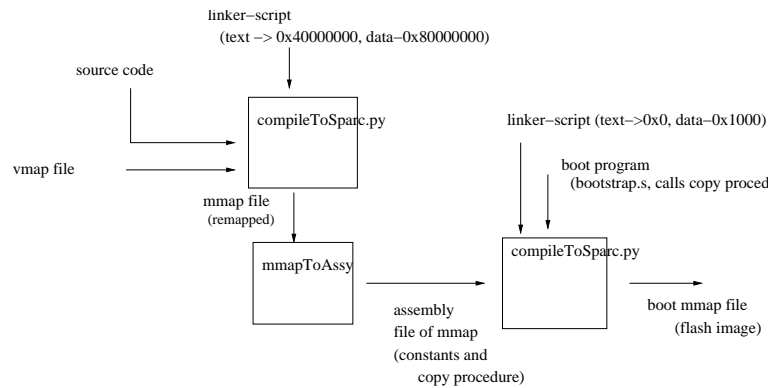 linker-script
(text -> 0x40000000, data-0x80000000)
source code
compileToSparc.py
linker-script (text->0x0, data-0x1000)
vmap file
boot program
(bootstrap.s, calls copy proced
mmap file
(remapped)
mmapToAssy
compileToSparc.py
assembly
file of mmap
(constants and
copy procedure)
boot mmap file
(flash image)